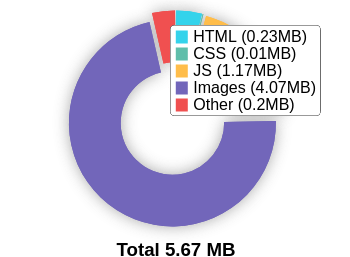 HTML (0.23MB)
CSS (0.01MB)
JS (1.17MB)
Images (4.07MB)
Other (0.2MB)
Total 5.67 MB